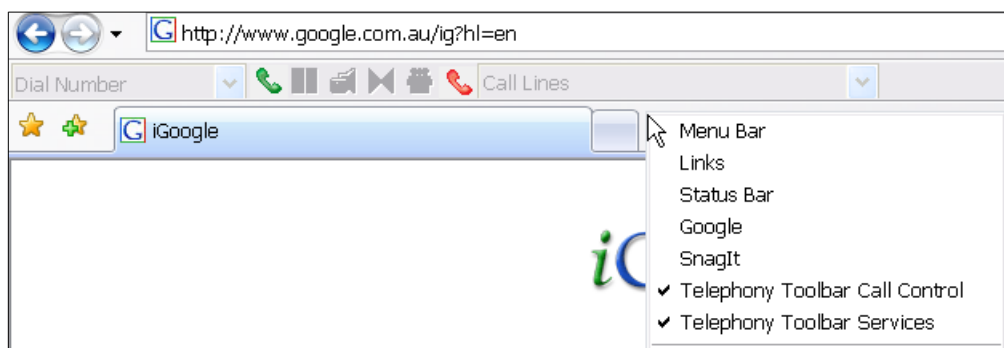 http://www.google.com.au/ig?hl=en
Dial Number
Call Lines
iGoogle
Menu Bar
Links
Status Bar
Google
SnagIt
Telephony Toolbar Call Control
Telephony Toolbar Services
iG